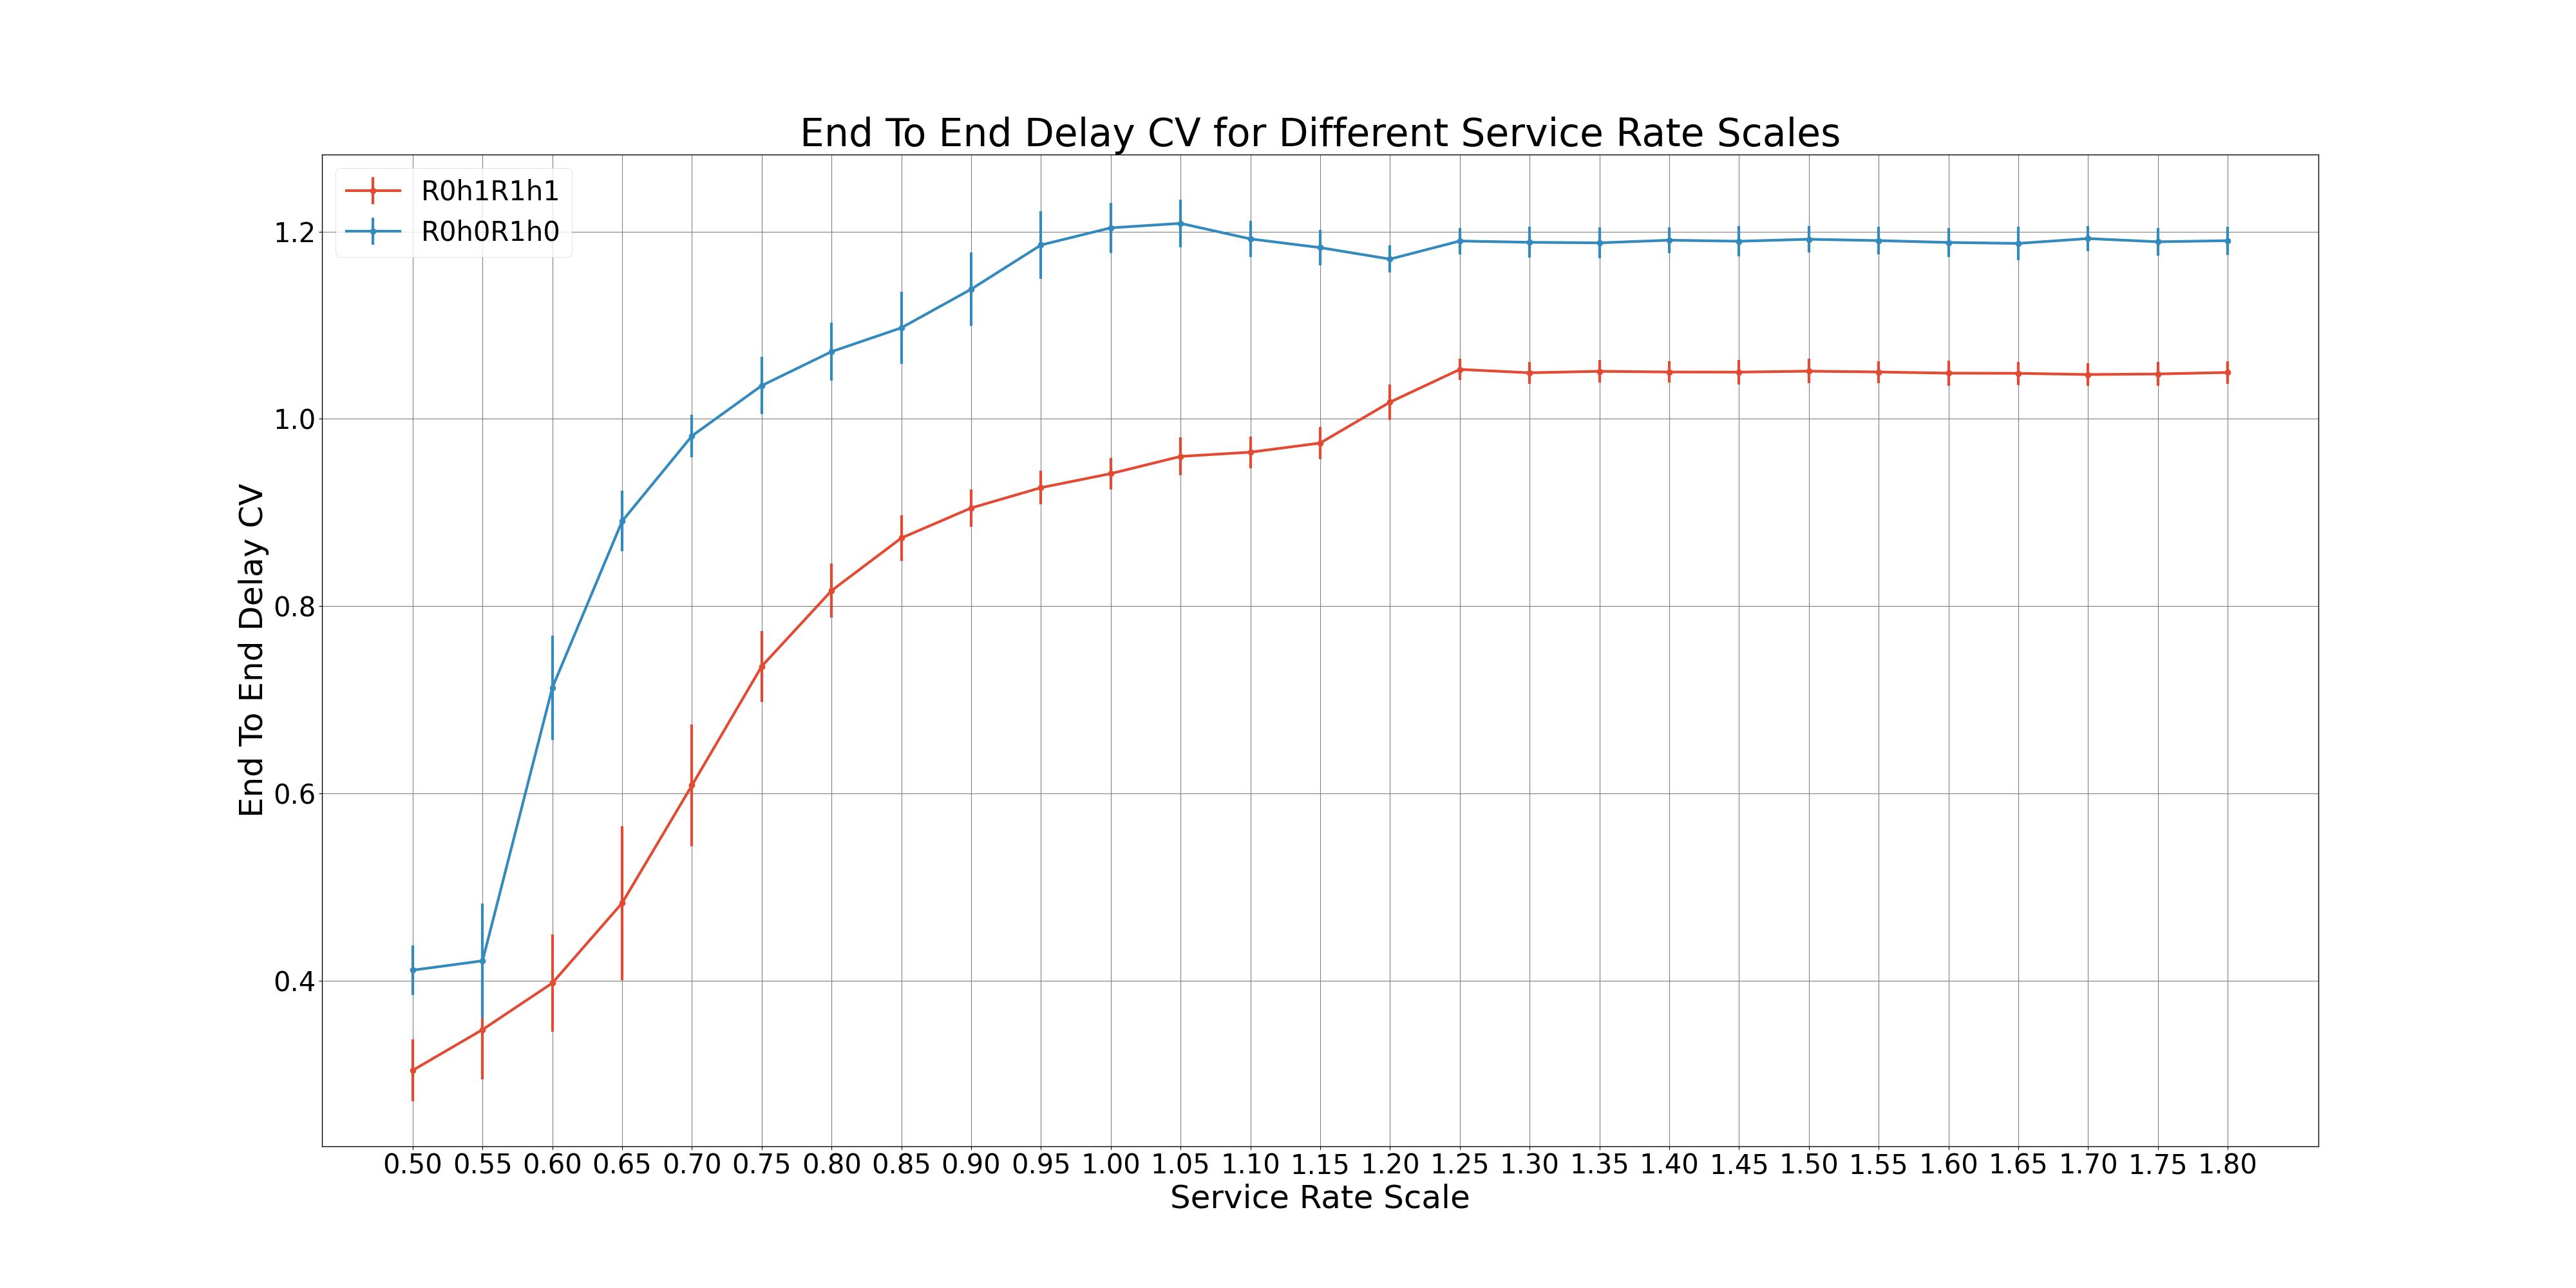 End To End Delay CV for Different Service Rate Scales
R0h1R1h1
R0h0R1h0
1.2
1.0
0.8
0.6
0.4
End To End Delay CV
0.50 0.55 0.60 0.65 0.70 0.75 0.80 0.85 0.90 0.95 1.00 1.05 1.10 1.15 1.20 1.25 1.30 1.35 1.40 1.45 1.50 1.55 1.60 1.65 1.70 1.75 1.80
Service Rate Scale